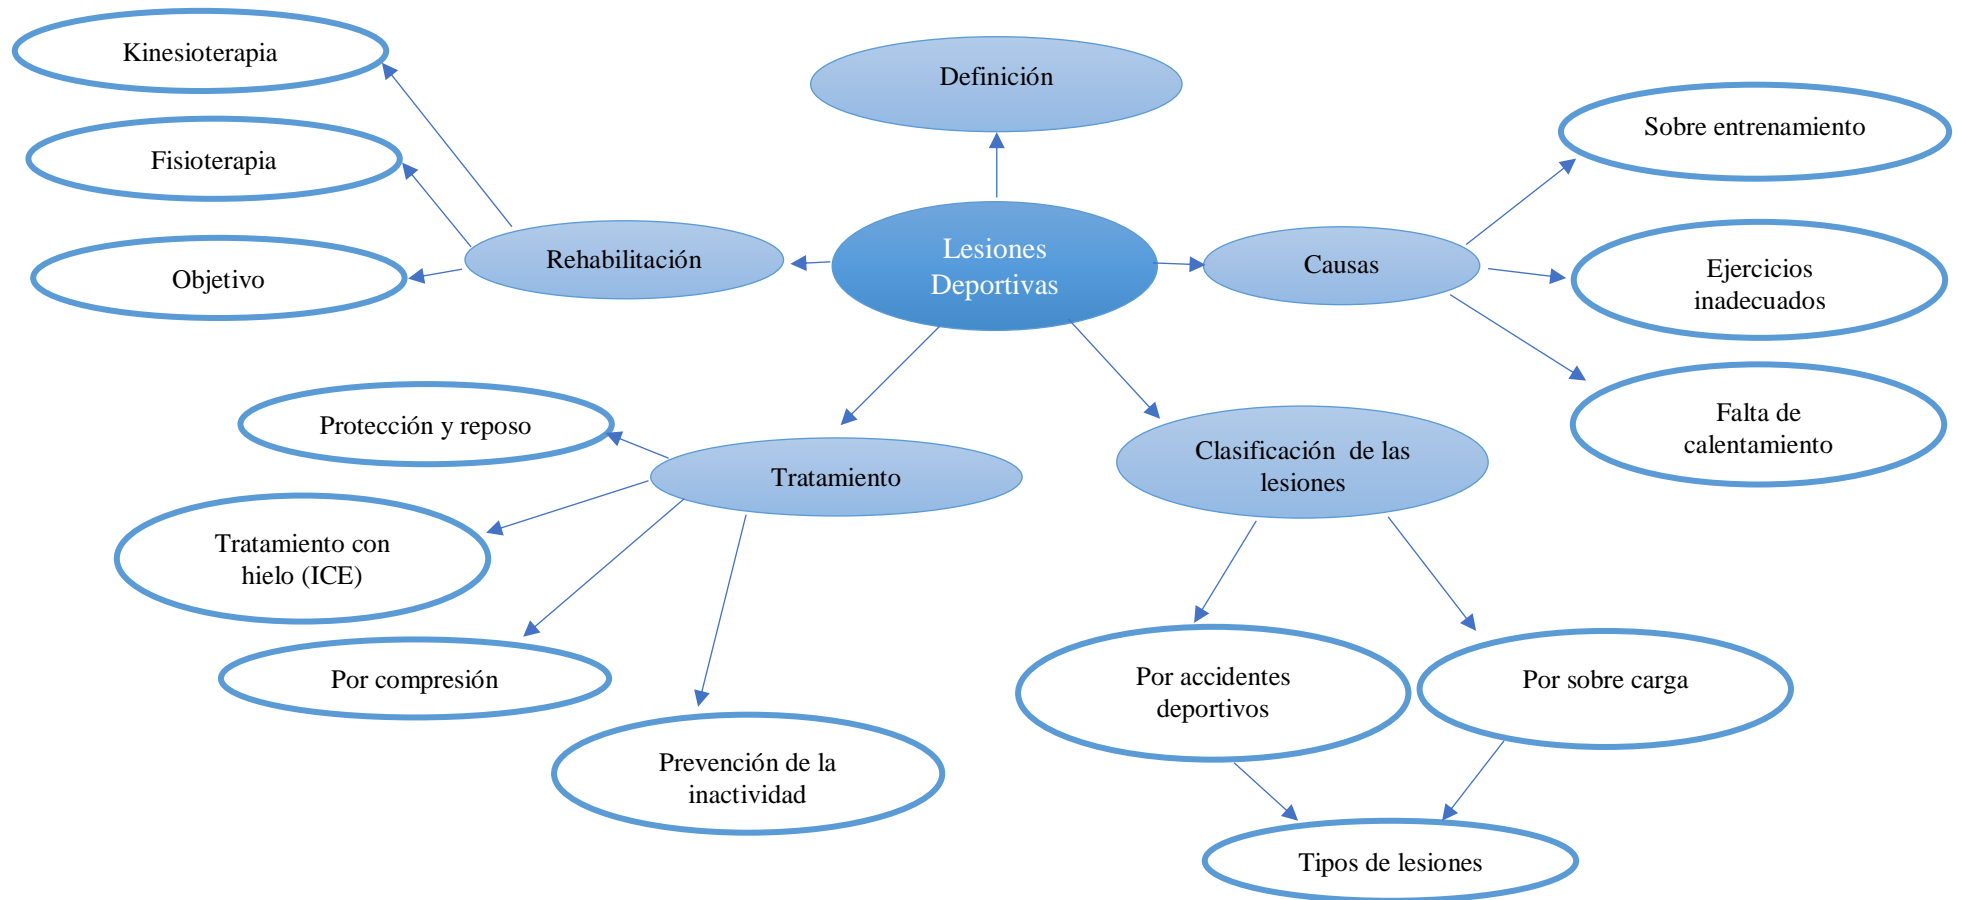 Kinesioterapia
Definición
Sobre entrenamiento
Fisioterapia
Rehabilitación
Objetivo
Lesiones
Deportivas
Causas
Ejercicios
inadecuados
Falta de
calentamiento
Protección y reposo
Tratamiento
Clasificación  de las
lesiones
Tratamiento con
hielo (ICE)
Por compresión
Prevención de la
inactividad
Por accidentes
deportivos
Por sobre carga
Tipos de lesiones